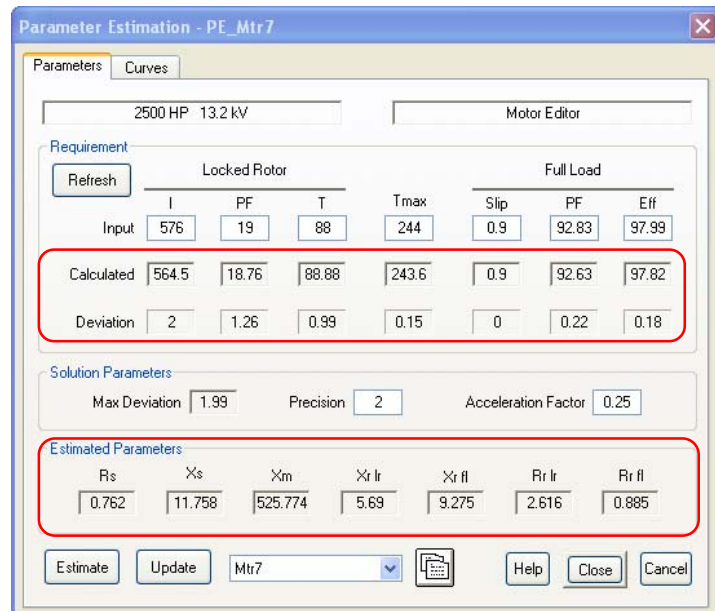 Parameter Estimation - PE_Mtr7
Parameters Curves
2500 HP 13.2 kV Motor Editor
Requirement
Refresh Locked Rotor Full Load
I PF T Tmax Slip PF Eff
Input 576 19 88 244 0.9 92.83 97.99
Calculated 564.5 18.76 88.88 243.6 0.9 92.63 97.82
Deviation 2 1.26 0.99 0.15 0 0.22 0.18
Solution Parameters
Max Deviation 1.99 Precision 2 Acceleration Factor 0.25
Estimated Parameters
Rs Xs Xm Xr lr Xr fl Rr lr Rr fl
0.762 11.758 525.774 5.69 9.275 2.616 0.885
Estimate Update Mtr7 Help Close Cancel